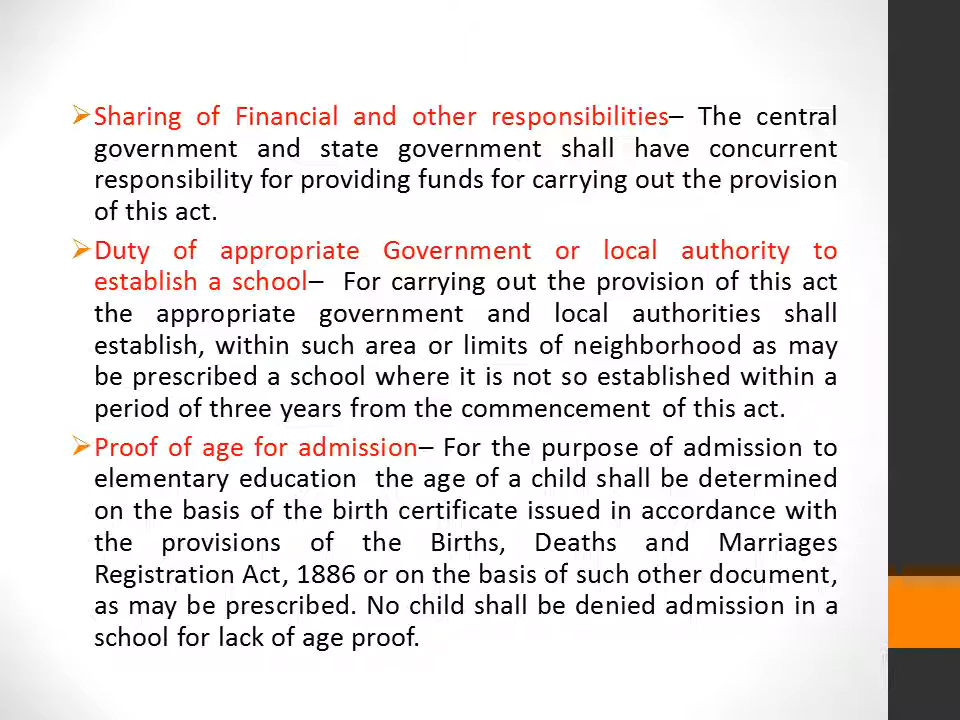 Sharing of Financial and other responsibilities– The central
government and state government shall have concurrent
responsibility for providing funds for carrying out the provision
of this act.
Duty of appropriate Government or local authority to
establish a school– For carrying out the provision of this act
the appropriate government and local authorities shall
establish, within such area or limits of neighborhood as may
be prescribed a school where it is not so established within a
period of three years from the commencement of this act.
Proof of age for admission– For the purpose of admission to
elementary education the age of a child shall be determined
on the basis of the birth certificate issued in accordance with
the provisions of the Births, Deaths and Marriages
Registration Act, 1886 or on the basis of such other document,
as may be prescribed. No child shall be denied admission in a
school for lack of age proof.